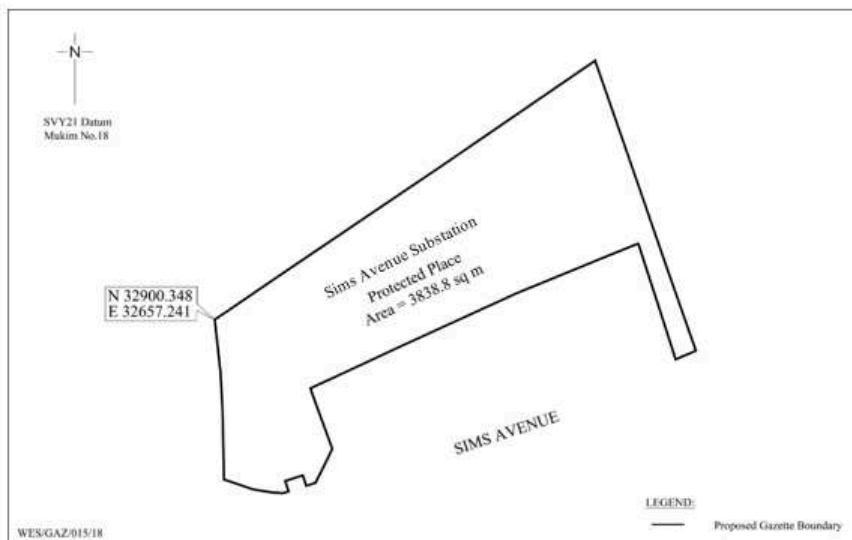 N
SVY21 Datum
Mukim No.18
Sims Avenue Substation
Protected Place
Area = 3838.8 sq m
N 32900.348
E 32657.241
SIMS AVENUE
LEGEND:
Proposed Gazette Boundary
WES/GAZ/015/18